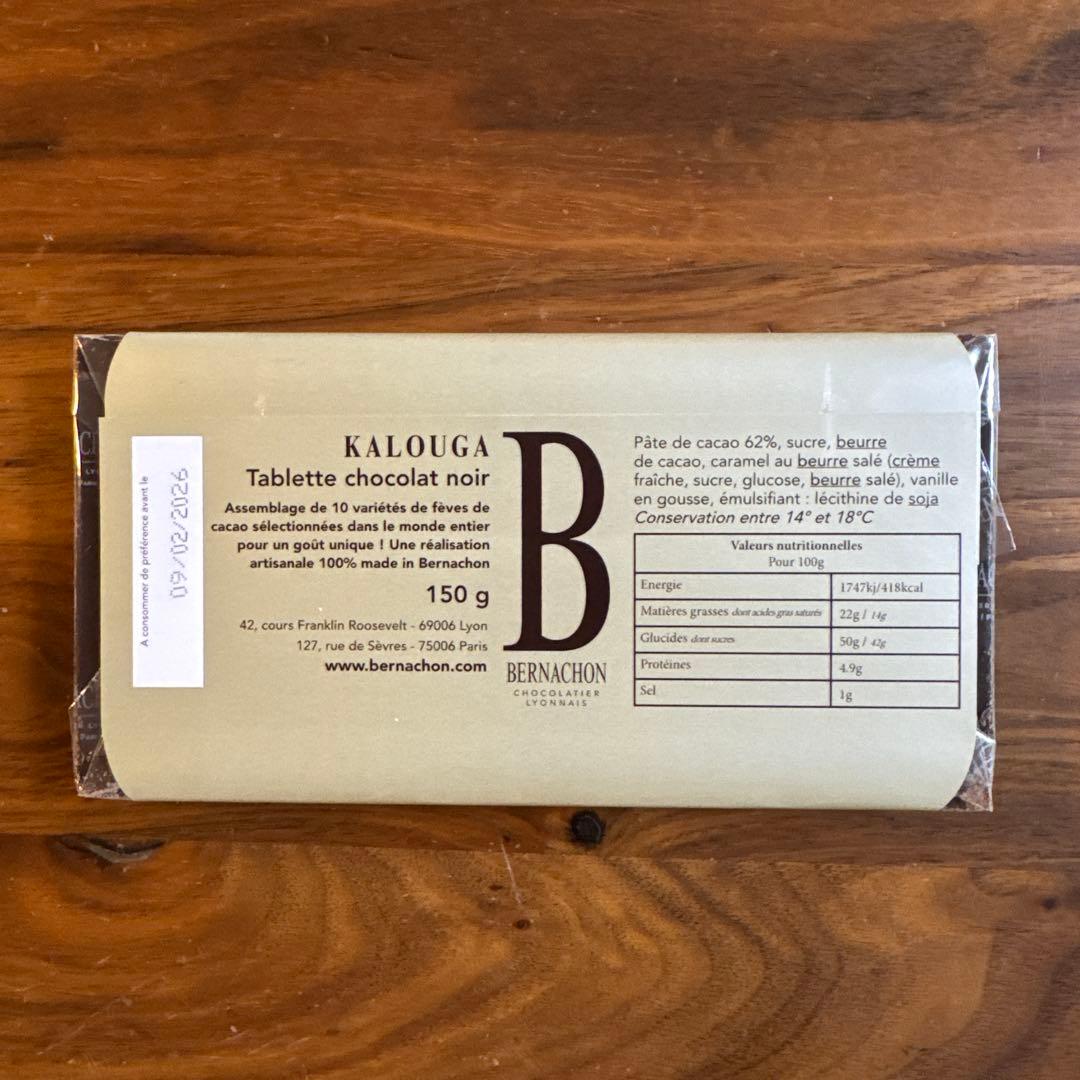 A consommer de préférence avant le
09/02/2026
KALOUGA
Tablette chocolat noir
Assemblage de 10 variétés de fèves de
cacao sélectionnées dans le monde entier
pour un goût unique ! Une réalisation
artisanale 100% made in Bernachon
150 g
42, cours Franklin Roosevelt - 69006 Lyon
127, rue de Sèvres - 75006 Paris
www.bernachon.com
B
BERNACHON
CHOCOLATIER
LYONNAIS
Pâte de cacao 62%, sucre, beurre
de cacao, caramel au beurre salé (crème
fraîche, sucre, glucose, beurre salé), vanille
en gousse, émulsifiant : lécithine de soja
Conservation entre 14° et 18°C
Valeurs nutritionnelles
Pour 100g
Energie 1747kj/418kcal
Matières grasses dont acides gras saturés 22g / 14g
Glucides dont sucres 50g / 42g
Protéines 4.9g
Sel 1g